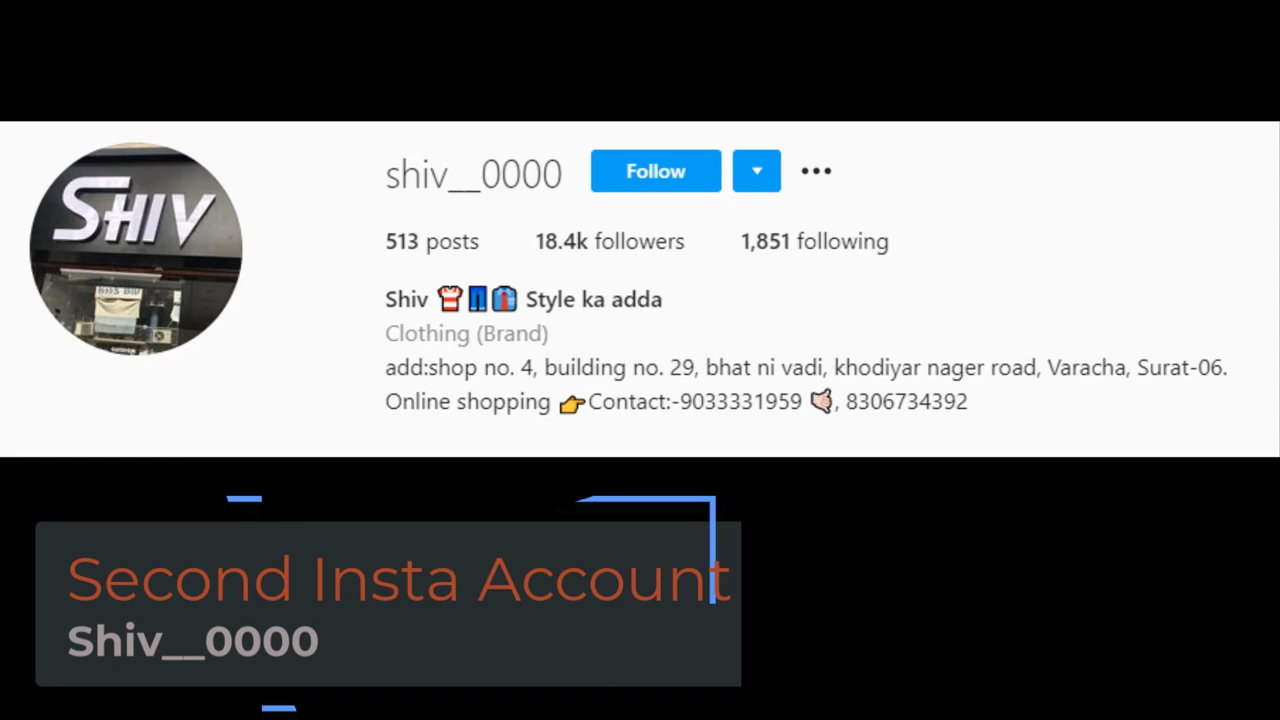 SHIV
shiv__0000 Follow
513 posts 18.4k followers 1,851 following
Shiv 👕👖👔 Style ka adda
Clothing (Brand)
add:shop no. 4, building no. 29, bhat ni vadi, khodiyar nager road, Varacha, Surat-06.
Online shopping 👉Contact:-9033331959 🤙, 8306734392
Second Insta Account
Shiv__0000